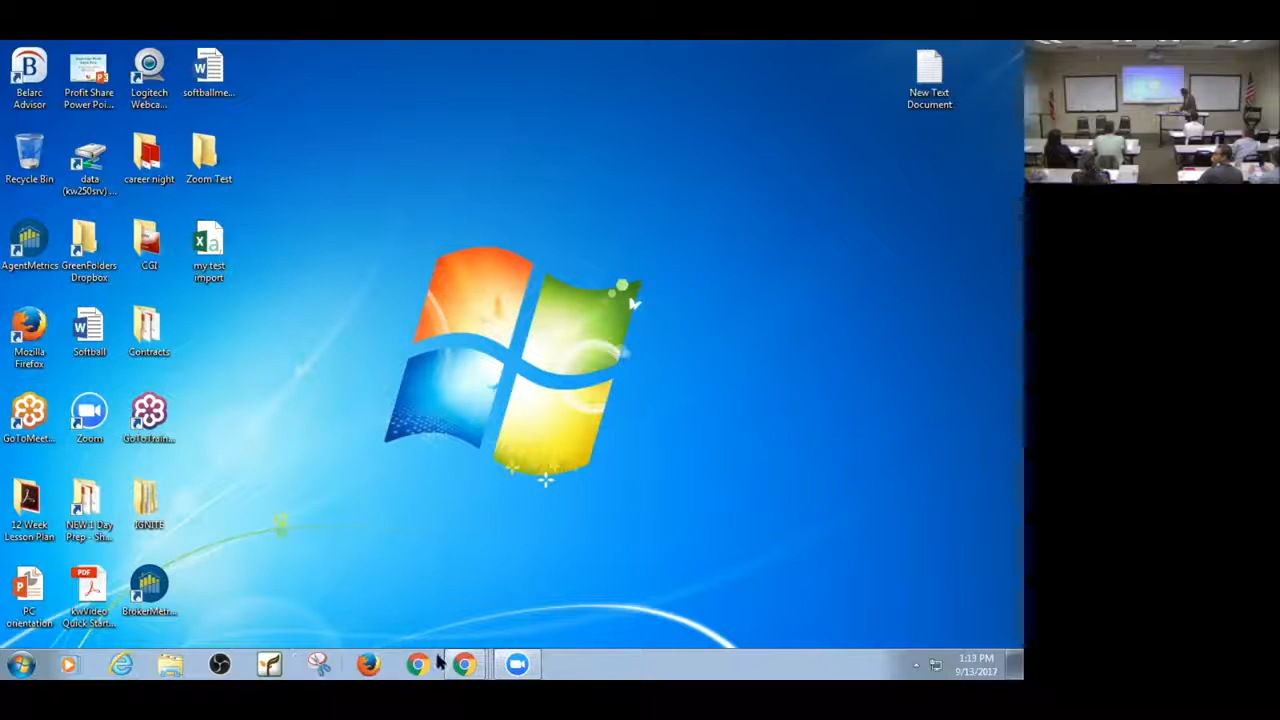 Belarc
Advisor
Profit Share
Power Poi...
Logitech
Webca...
softballme...
New Text
Document
Recycle Bin
data
(kw250srv) ...
career night
Zoom Test
AgentMetrics
GreenFolders
Dropbox
CGI
my test
import
Mozilla
Firefox
Softball
Contracts
GoToMeet...
Zoom
GoToTrain...
12 Week
Lesson Plan
NEW 1 Day
Prep - Sh...
IGNITE
PDF
PC
orientation
kwVideo
Quick Start...
BrokerMetr...
1:13 PM
9/13/2017